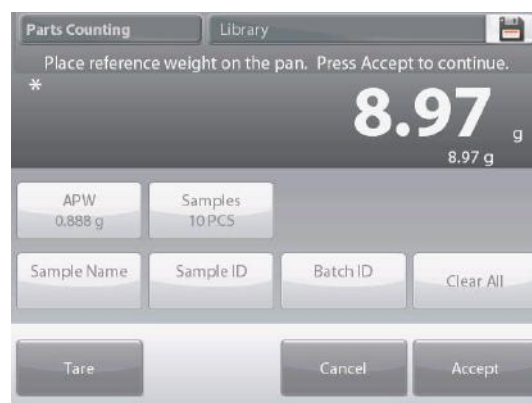 Parts Counting Library
Place reference weight on the pan. Press Accept to continue.
*
8.97 g
8.97 g
APW Samples
0.888 g 10 PCS
Sample Name Sample ID Batch ID Clear All
Tare Cancel Accept